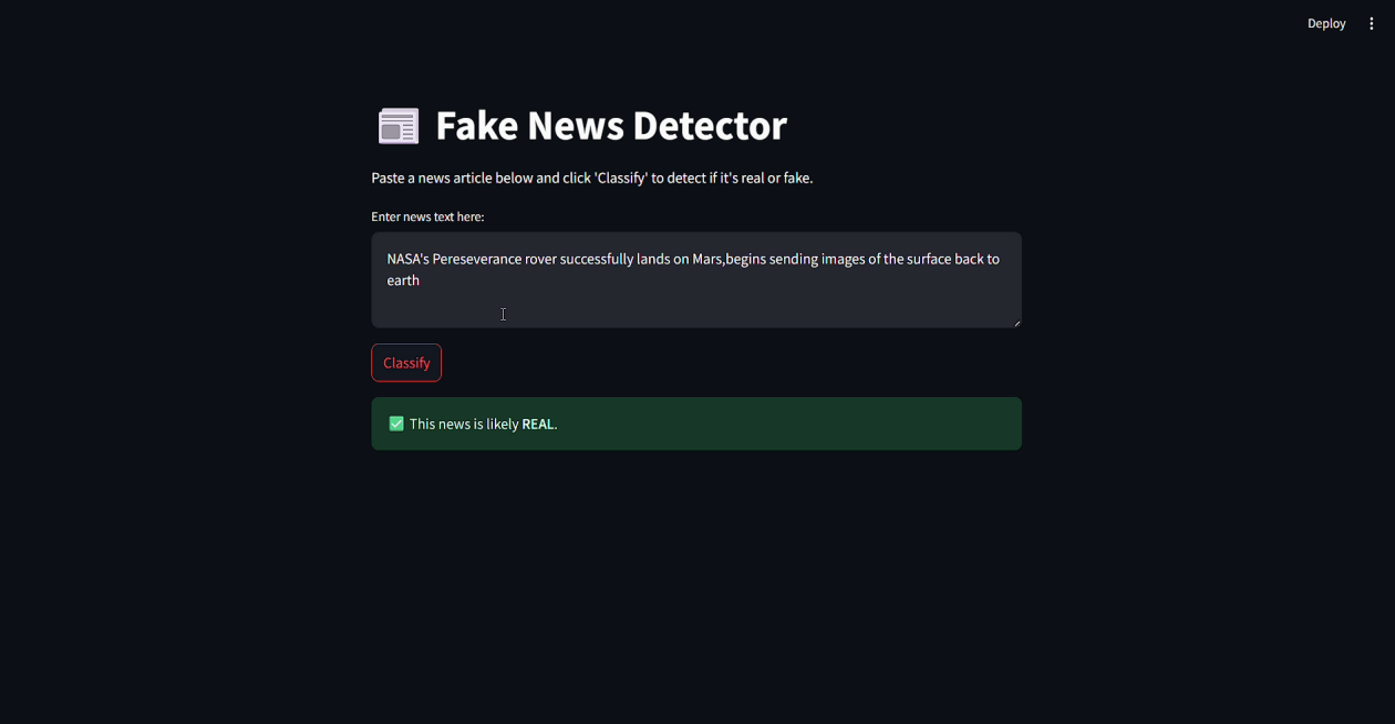 Deploy
Fake News Detector
Paste a news article below and click 'Classify' to detect if it's real or fake.
Enter news text here:
NASA's Pereseverance rover successfully lands on Mars,begins sending images of the surface back to
earth
Classify
This news is likely REAL.